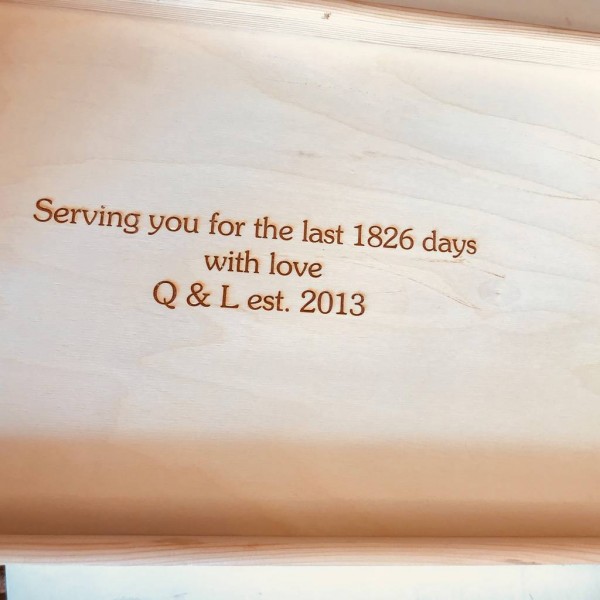 Serving you for the last 1826 days
with love
Q & L est. 2013